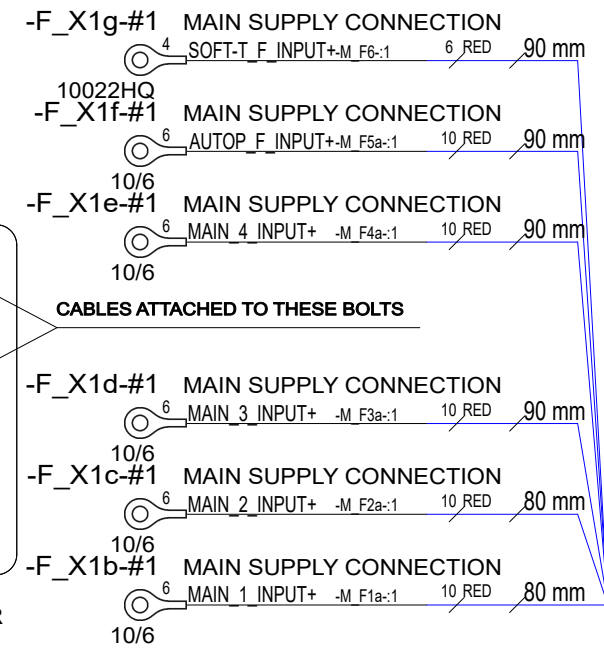 -F_X1g-#1 MAIN SUPPLY CONNECTION
4 SOFT-T_F_INPUT+ -M_F6-:1 6 RED 90 mm
10022HQ
-F_X1f-#1 MAIN SUPPLY CONNECTION
6 AUTOP_F_INPUT+ -M_F5a-:1 10 RED 90 mm
10/6
-F_X1e-#1 MAIN SUPPLY CONNECTION
6 MAIN_4_INPUT+ -M_F4a-:1 10 RED 90 mm
10/6
CABLES ATTACHED TO THESE BOLTS
-F_X1d-#1 MAIN SUPPLY CONNECTION
6 MAIN_3_INPUT+ -M_F3a-:1 10 RED 90 mm
10/6
-F_X1c-#1 MAIN SUPPLY CONNECTION
6 MAIN_2_INPUT+ -M_F2a-:1 10 RED 80 mm
10/6
-F_X1b-#1 MAIN SUPPLY CONNECTION
6 MAIN_1_INPUT+ -M_F1a-:1 10 RED 80 mm
R
10/6